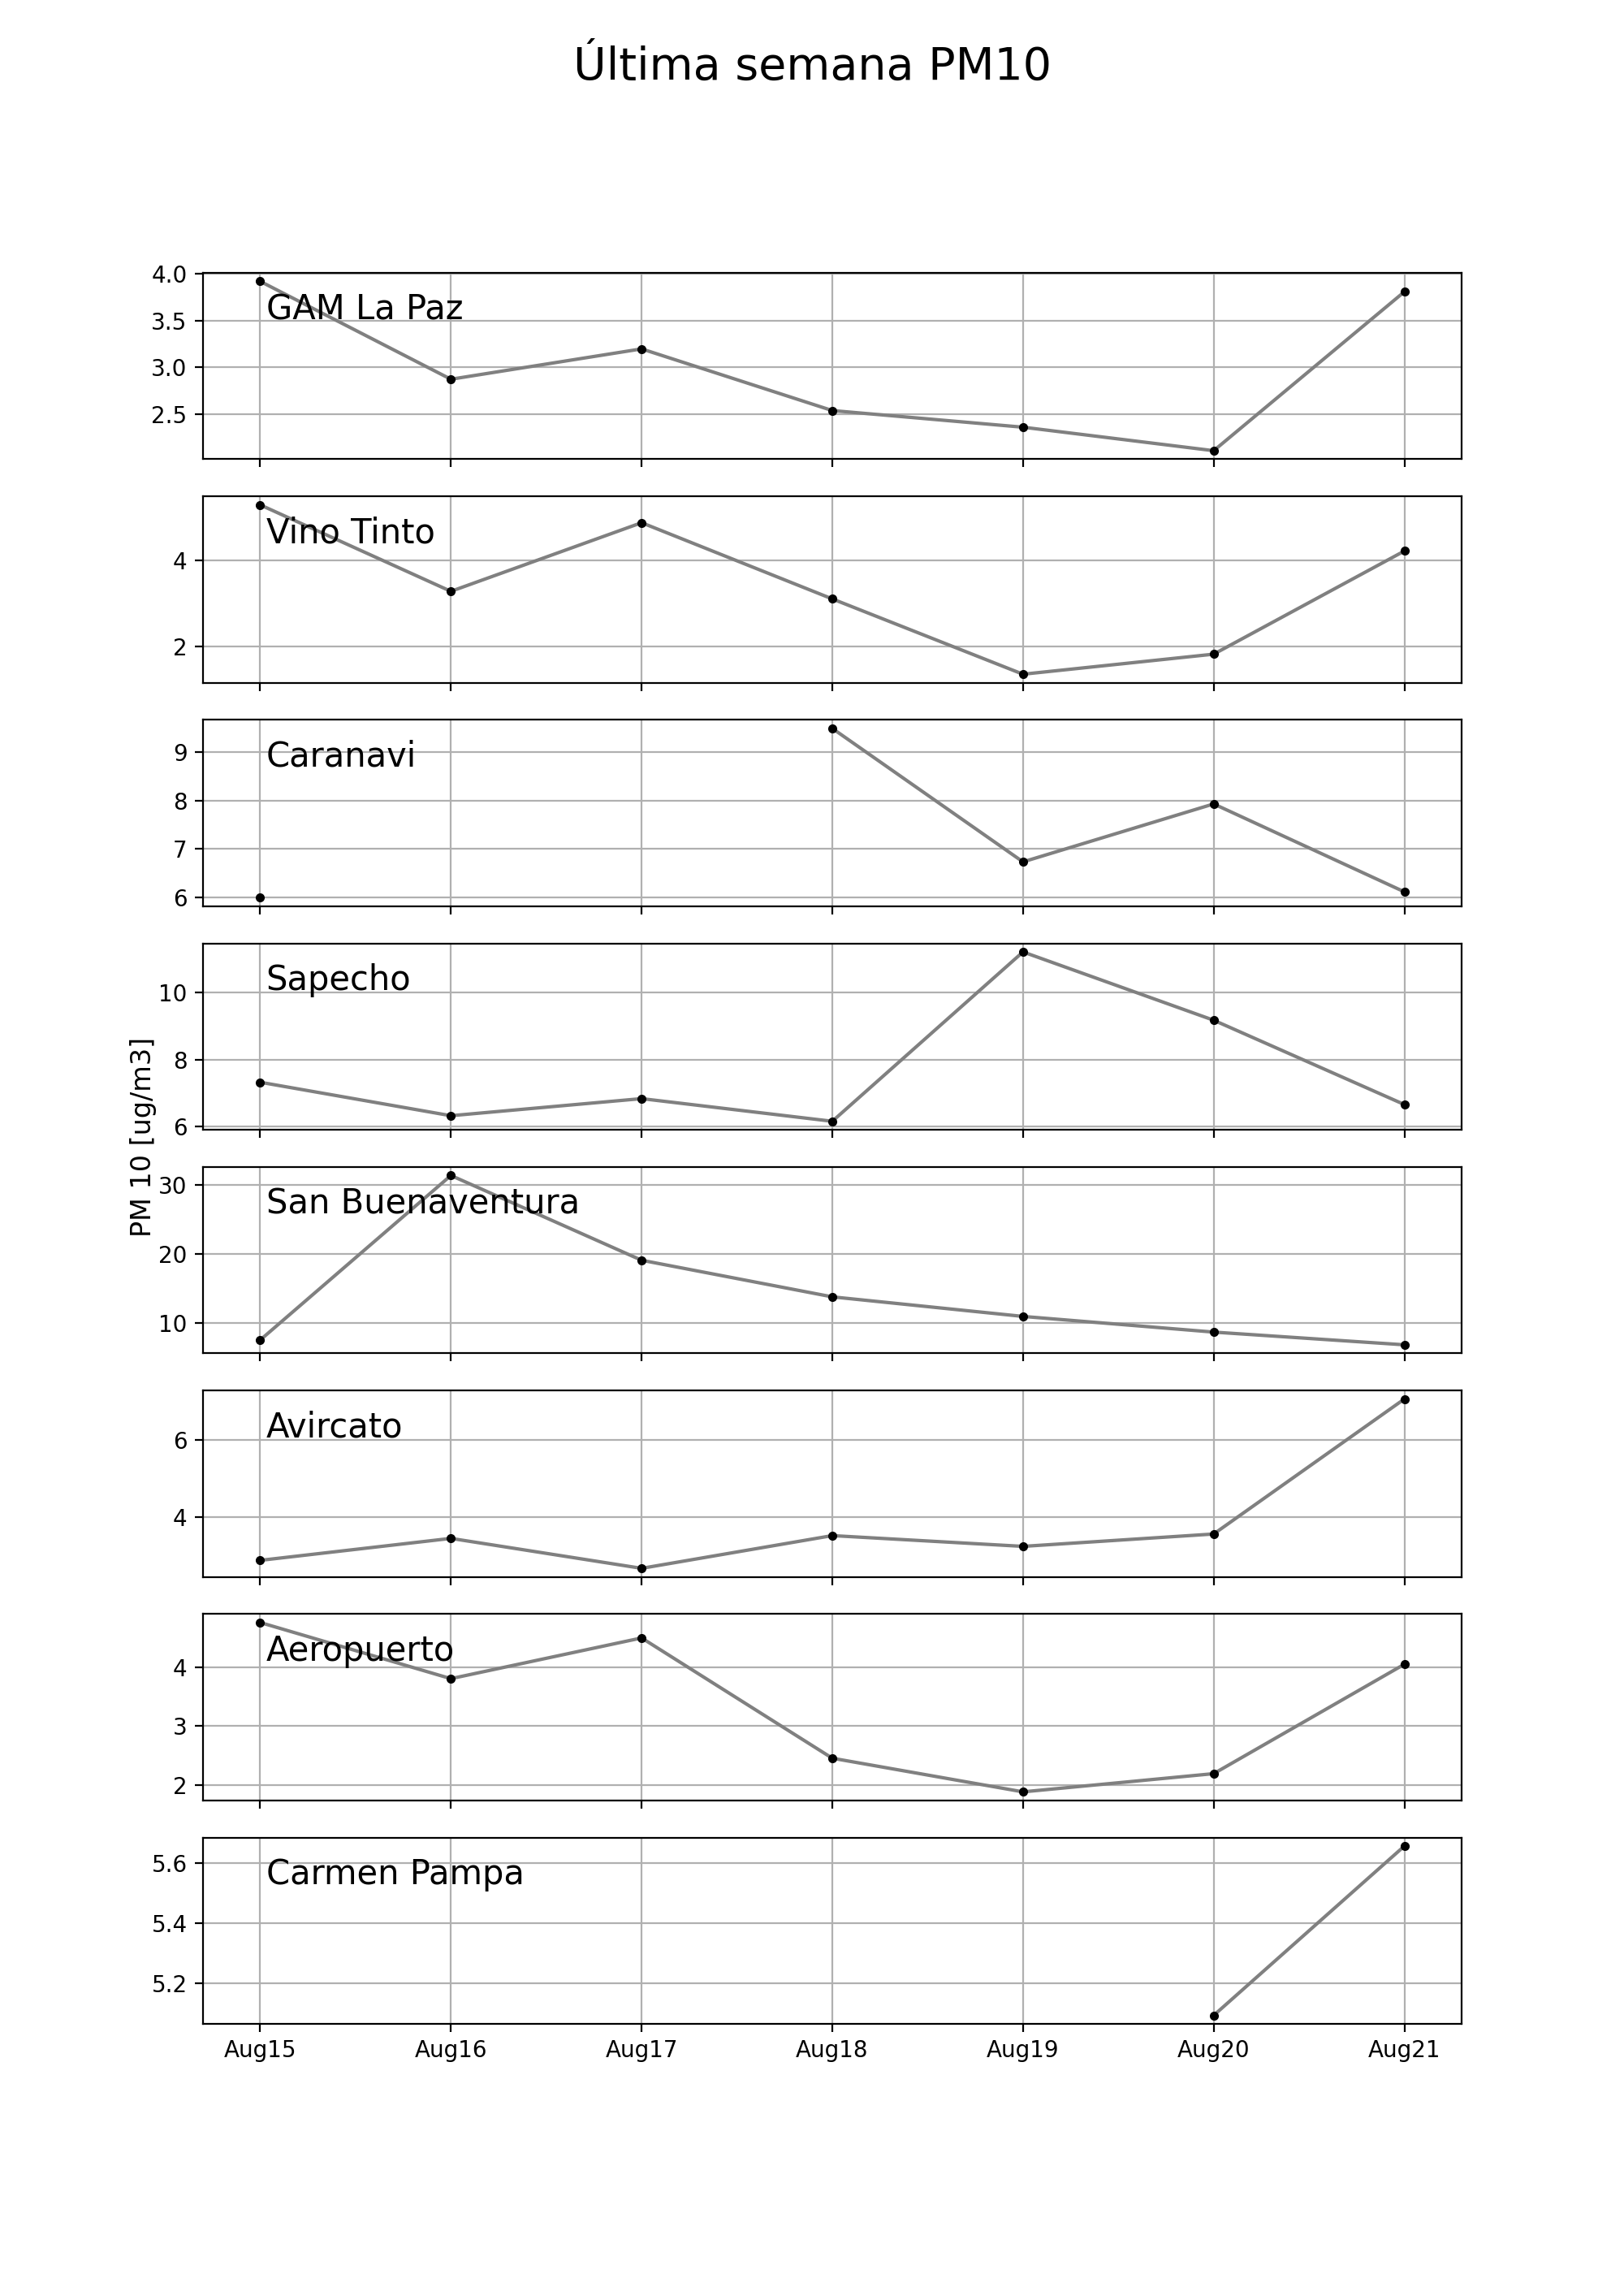 Última semana PM10
4.0
GAM La Paz
3.5
3.0
2.5
Vino Tinto
4
2
Caranavi
9
8
7
6
Sapecho
10
8
6
PM 10 [ug/m3]
San Buenaventura
30
20
10
Avircato
6
4
Aeropuerto
4
3
2
Carmen Pampa
5.6
5.4
5.2
Aug15 Aug16 Aug17 Aug18 Aug19 Aug20 Aug21